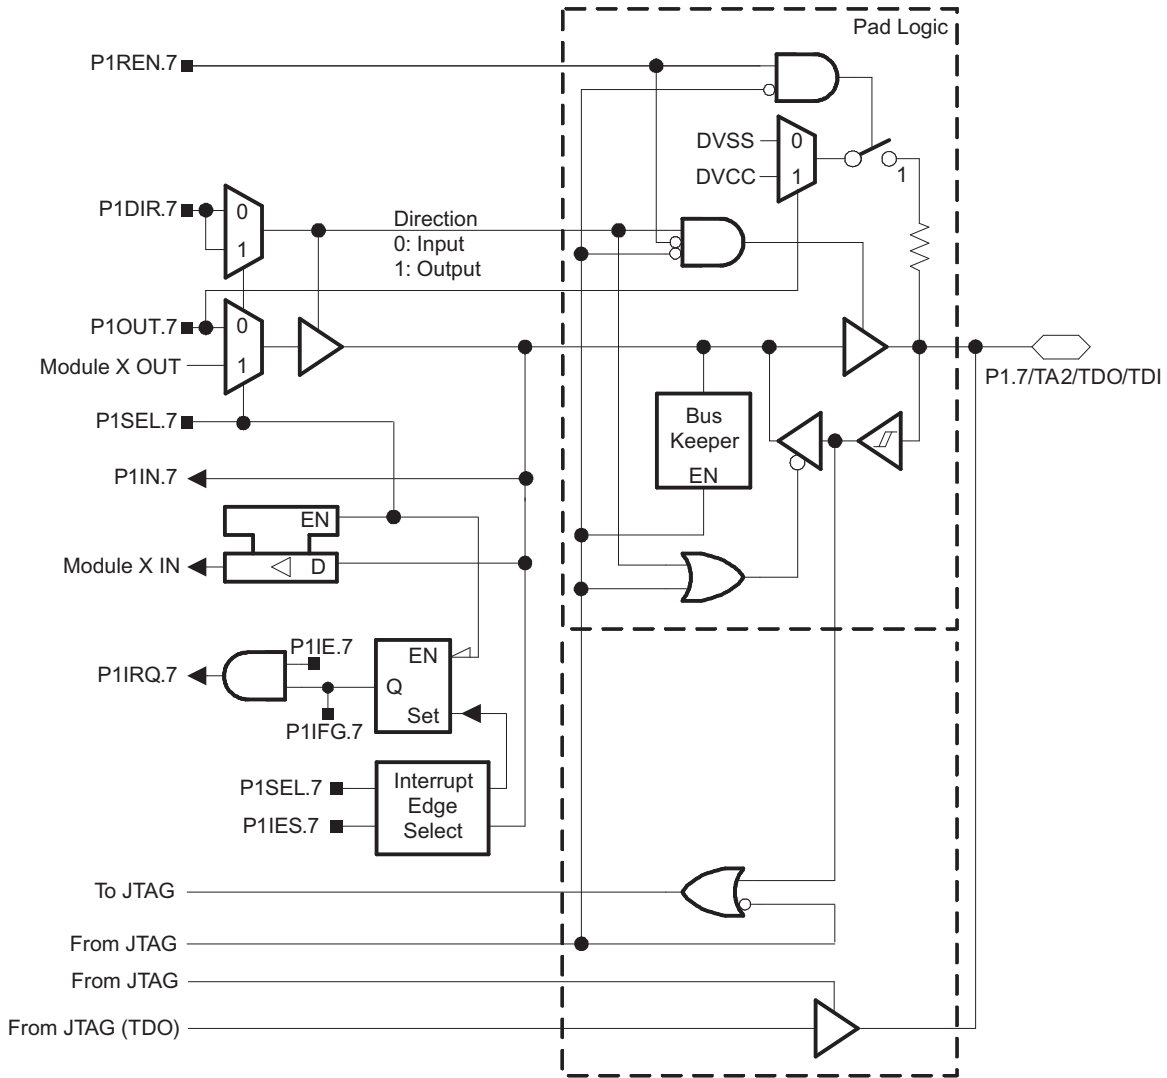 Pad Logic
P1REN.7
DVSS
0
DVCC
1
1
P1DIR.7
0
1
Direction
0: Input
1: Output
P1OUT.7
0
Module X OUT
1
P1.7/TA2/TDO/TDI
P1SEL.7
Bus
Keeper
EN
P1IN.7
EN
Module X IN
D
P1IE.7
EN
P1IRQ.7
Q
Set
P1IFG.7
P1SEL.7
P1IES.7
Interrupt
Edge
Select
To JTAG
From JTAG
From JTAG
From JTAG (TDO)